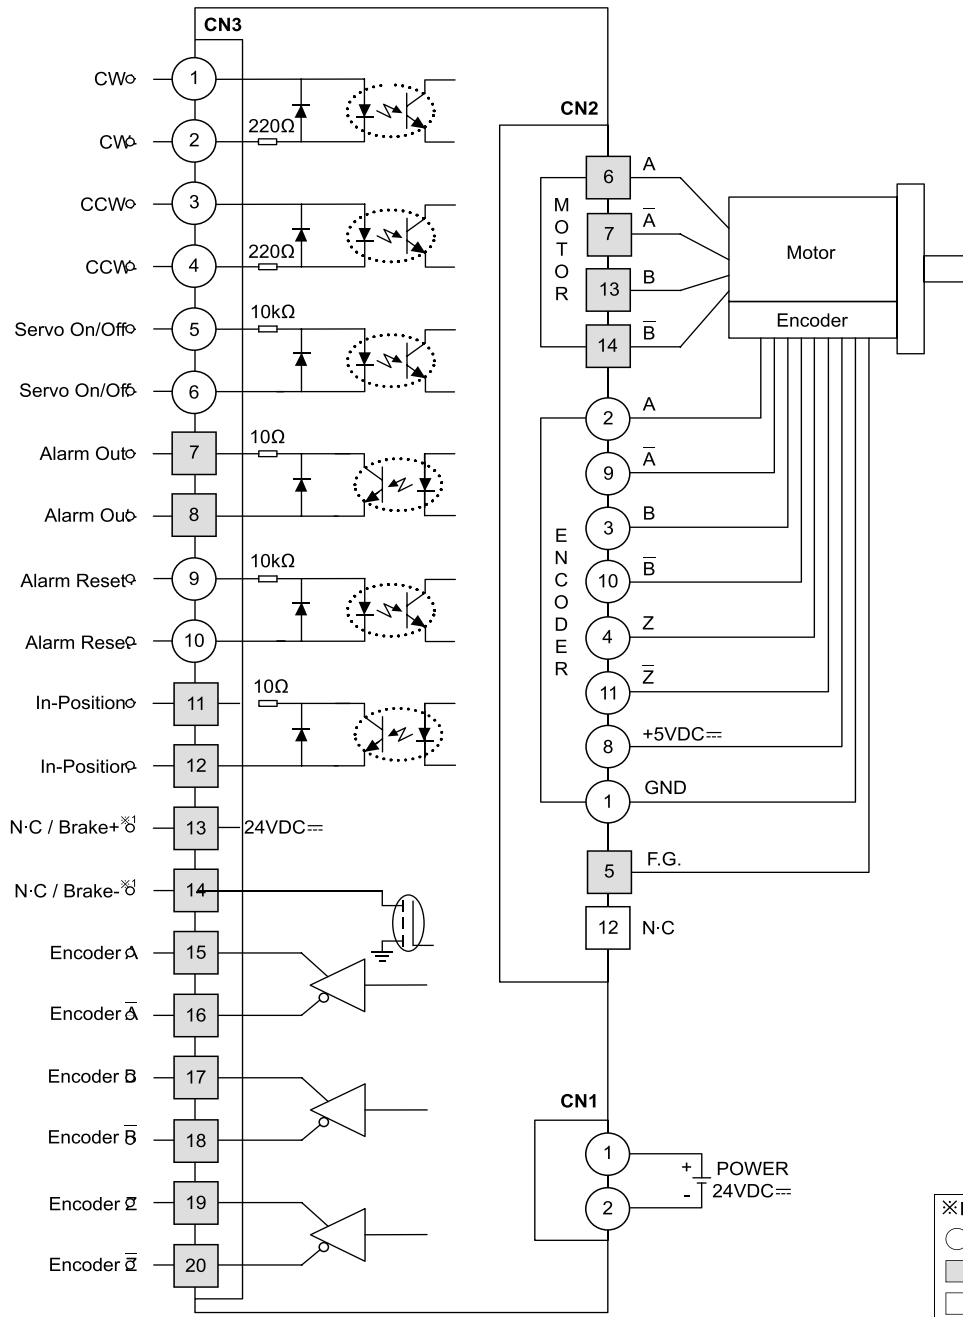 CN3
CW
1
CW
2
220Ω
CCW
3
CCW
4
220Ω
Servo On/Off
5
10kΩ
Servo On/Off
6
Alarm Out
7
10Ω
Alarm Out
8
Alarm Reset
9
10kΩ
Alarm Reset
10
In-Position
11
10Ω
In-Position
12
N·C / Brake+ ※1
13
24VDC⎓
N·C / Brake- ※1
14
Encoder A
15
Encoder A̅
16
Encoder B
17
Encoder B̅
18
Encoder Z
19
Encoder Z̅
20
CN2
MOTOR
6
A
7
A̅
13
B
14
B̅
Motor
Encoder
ENCODER
2
A
9
A̅
3
B
10
B̅
4
Z
11
Z̅
8
+5VDC⎓
1
GND
5
F.G.
12
N·C
CN1
1
2
+
-
POWER
24VDC⎓
※